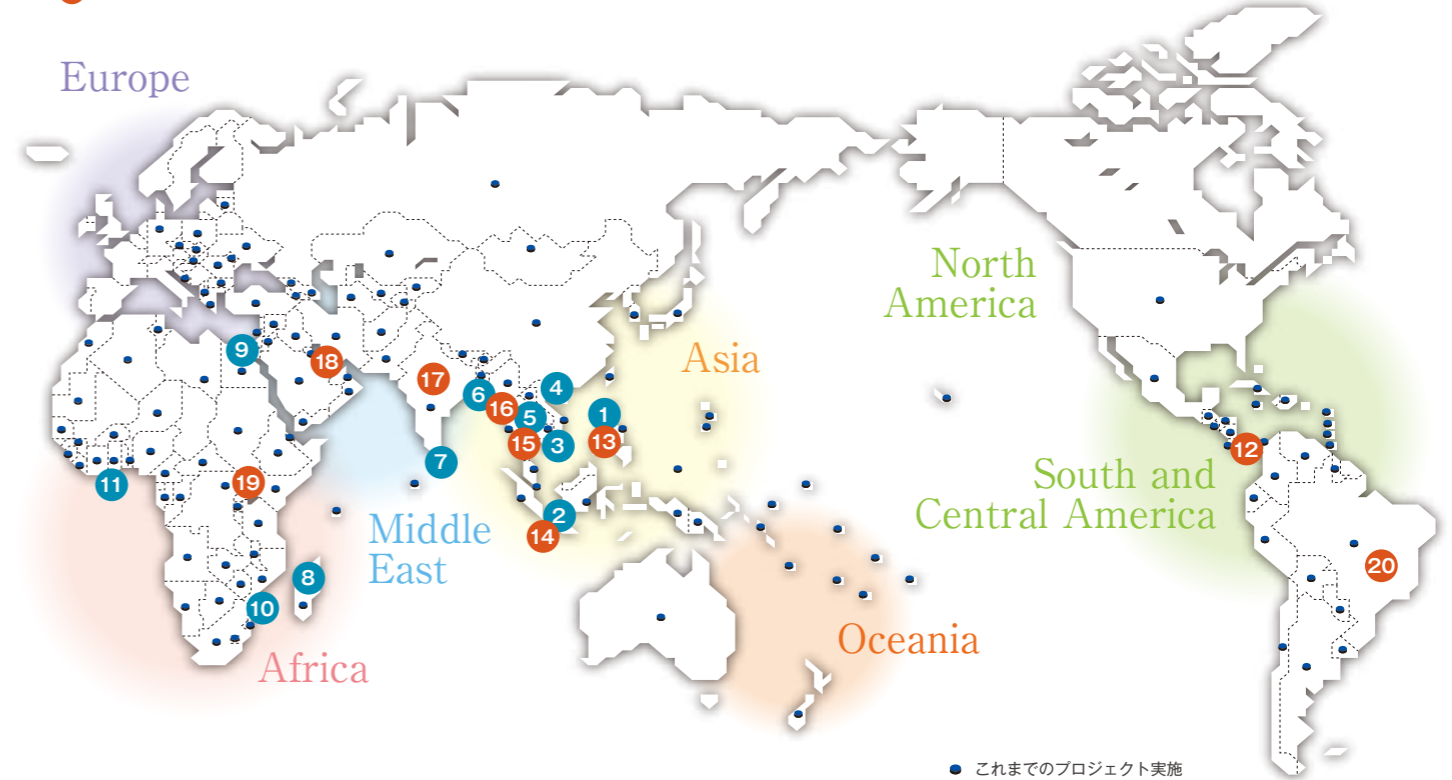 Europe
North
America
Asia
9
18
17
6
16
4
5
1
15
3
13
7
12
11
19
South and
Central America
2
14
Middle
East
20
8
10
Oceania
Africa
これまでのプロジェクト実施